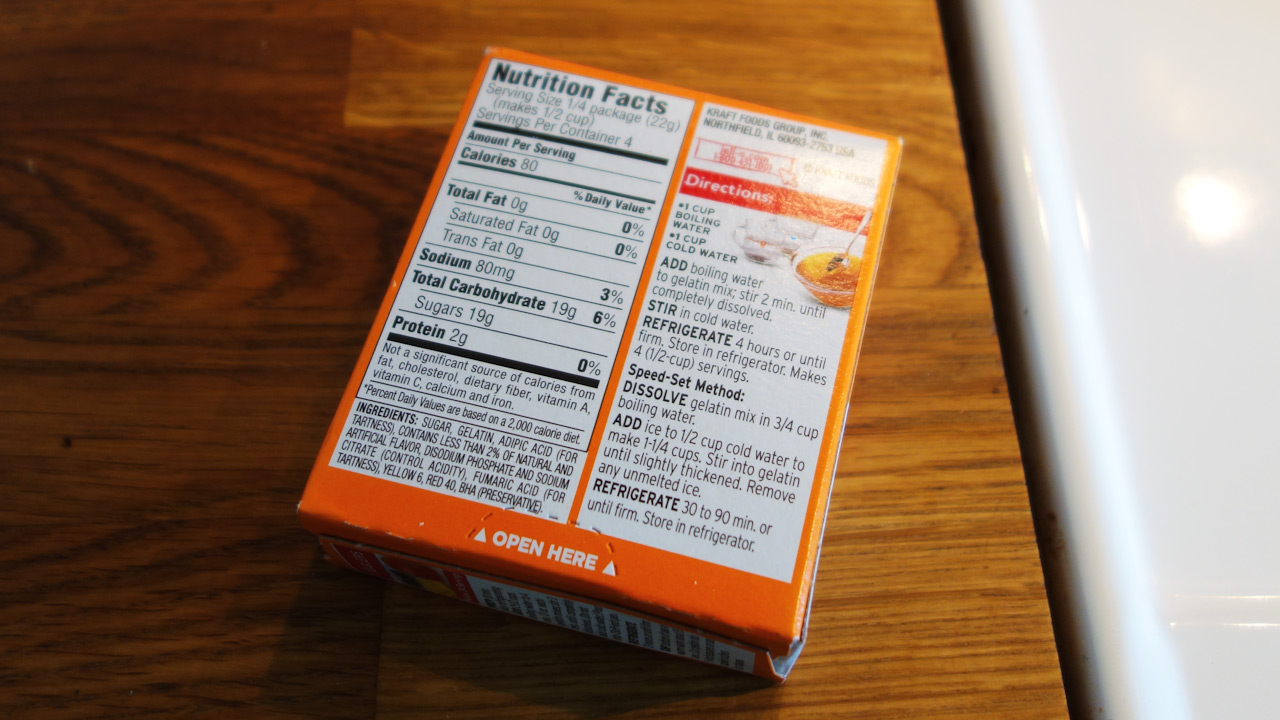 Nutrition Facts
Serving Size 1/4 package (22g)
(makes 1/2 cup)
Servings Per Container 4
Amount Per Serving
Calories 80
% Daily Value*
Total Fat 0g 0%
Saturated Fat 0g 0%
Trans Fat 0g
Sodium 80mg 3%
Total Carbohydrate 19g 6%
Sugars 19g
Protein 2g 0%
Not a significant source of calories from
fat, cholesterol, dietary fiber, vitamin A,
vitamin C, calcium and iron.
*Percent Daily Values are based on a 2,000 calorie diet.
INGREDIENTS: SUGAR, GELATIN, ADIPIC ACID (FOR
TARTNESS), CONTAINS LESS THAN 2% OF NATURAL AND
ARTIFICIAL FLAVOR, DISODIUM PHOSPHATE AND SODIUM
CITRATE (CONTROL ACIDITY), FUMARIC ACID (FOR
TARTNESS), YELLOW 6, RED 40, BHA (PRESERVATIVE).
KRAFT FOODS GROUP, INC.
NORTHFIELD, IL 60093-2753 USA
© KRAFT FOODS
Directions:
•1 CUP
BOILING
WATER
•1 CUP
COLD WATER
ADD boiling water
to gelatin mix; stir 2 min. until
completely dissolved.
STIR in cold water.
REFRIGERATE 4 hours or until
firm. Store in refrigerator. Makes
4 (1/2-cup) servings.
Speed-Set Method:
DISSOLVE gelatin mix in 3/4 cup
boiling water.
ADD ice to 1/2 cup cold water to
make 1-1/4 cups. Stir into gelatin
until slightly thickened. Remove
any unmelted ice.
REFRIGERATE 30 to 90 min. or
until firm. Store in refrigerator.
▲ OPEN HERE ▲